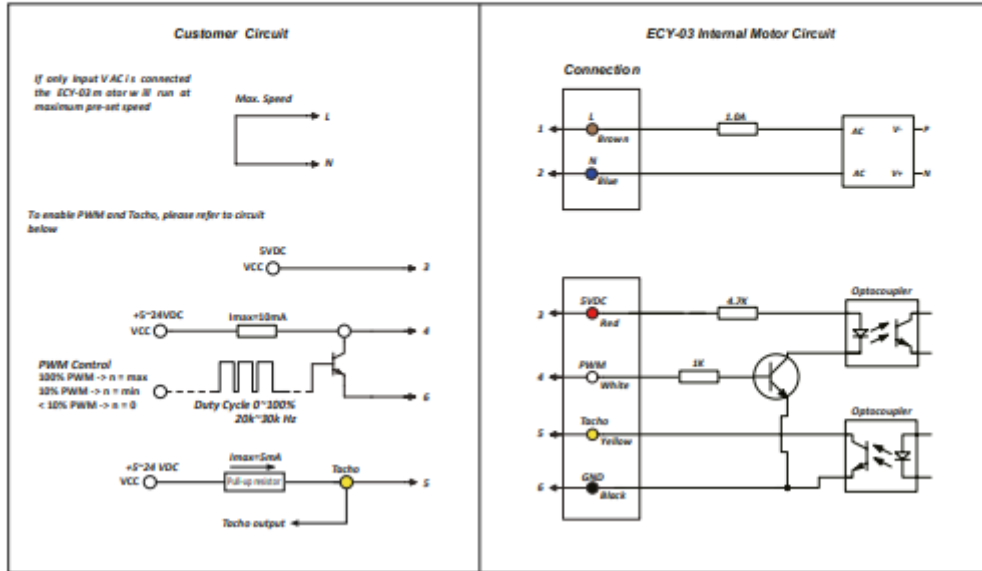 Customer Circuit
If only Input V AC is connected
the ECY-03 motor will run at
maximum pre-set speed
Max. Speed
L
N
To enable PWM and Tacho, please refer to circuit
below
5VDC
VCC
3
+5~24VDC
VCC
Imax=10mA
4
PWM Control
100% PWM -> n = max
10% PWM -> n = min
< 10% PWM -> n = 0
Duty Cycle 0~100%
20k~30k Hz
6
+5~24 VDC
VCC
Imax=5mA
Pull-up resistor
Tacho
5
Tacho output
ECY-03 Internal Motor Circuit
Connection
1
L
Brown
1.0A
AC
V-
P
2
N
Blue
AC
V+
N
3
5VDC
Red
4.7K
Optocoupler
4
PWM
White
1K
5
Tacho
Yellow
Optocoupler
6
GND
Black